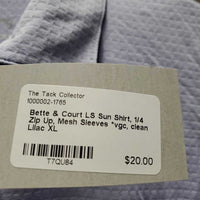 The Tack Collector
1000002-1765
Bette & Court LS Sun Shirt, 1/4
Zip Up, Mesh Sleeves *vgc, clean
Lilac XL
T7QUB4
$20.00